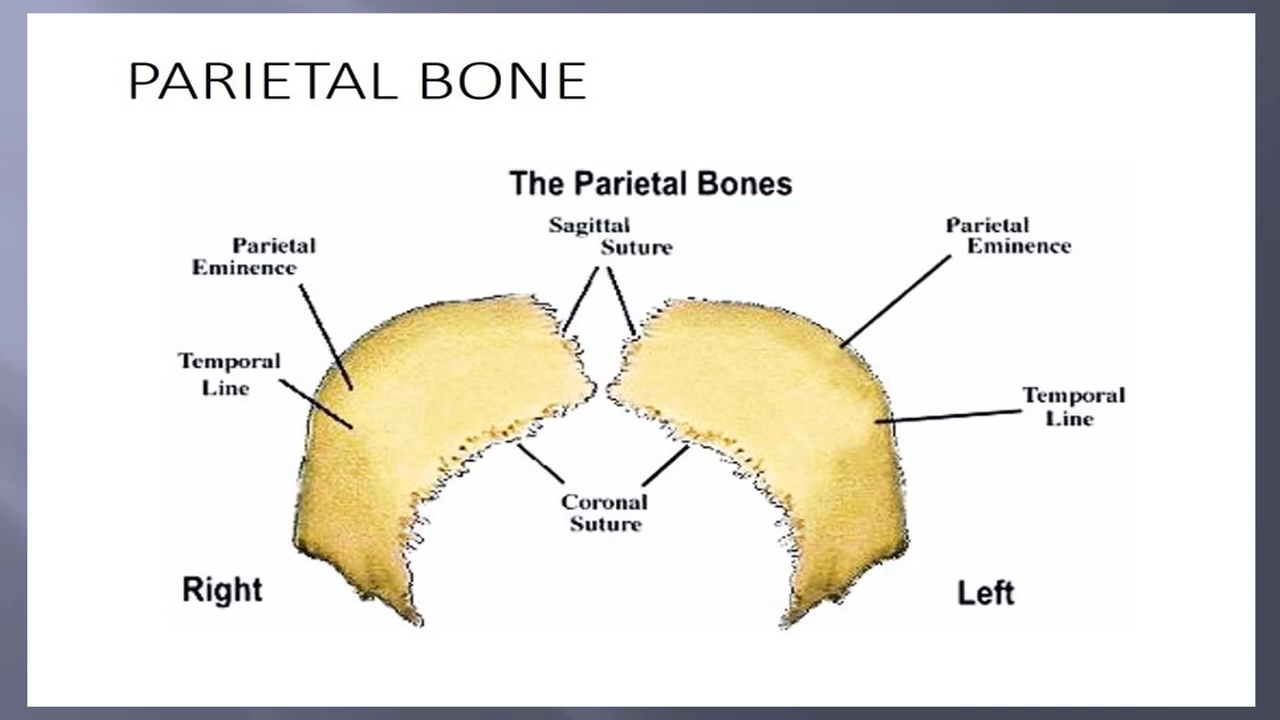 PARIETAL BONE
The Parietal Bones
Sagittal
Suture
Parietal
Eminence
Parietal
Eminence
Temporal
Line
Temporal
Line
Coronal
Suture
Right
Left